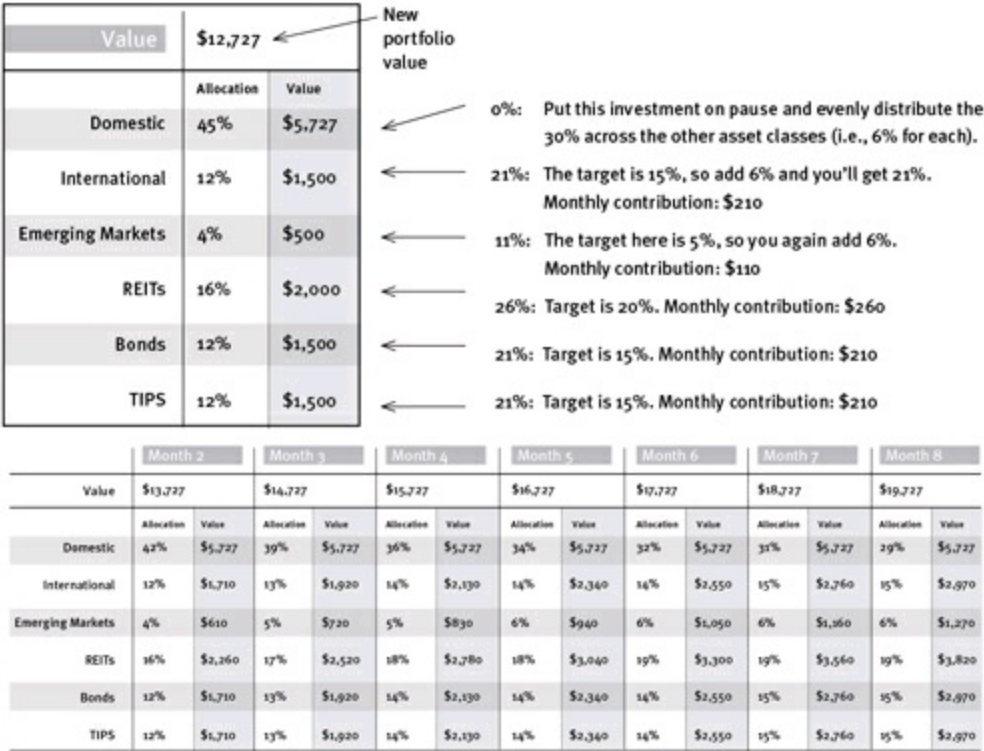 New
portfolio
value
Value $12,727
Allocation Value
Domestic 45% $5,727
International 12% $1,500
Emerging Markets 4% $500
REITs 16% $2,000
Bonds 12% $1,500
TIPS 12% $1,500
0%: Put this investment on pause and evenly distribute the
30% across the other asset classes (i.e., 6% for each).
21%: The target is 15%, so add 6% and you'll get 21%.
Monthly contribution: $210
11%: The target here is 5%, so you again add 6%.
Monthly contribution: $110
26%: Target is 20%. Monthly contribution: $260
21%: Target is 15%. Monthly contribution: $210
21%: Target is 15%. Monthly contribution: $210
Month 2 Month 3 Month 4 Month 5 Month 6 Month 7 Month 8
Value $13,727 $14,727 $15,727 $16,727 $17,727 $18,727 $19,727
Allocation Value Allocation Value Allocation Value Allocation Value Allocation Value Allocation Value Allocation Value
Domestic 42% $5,727 39% $5,727 36% $5,727 34% $5,727 32% $5,727 31% $5,727 29% $5,727
International 12% $1,710 13% $1,920 14% $2,130 14% $2,340 14% $2,550 15% $2,760 15% $2,970
Emerging Markets 4% $610 5% $720 5% $830 6% $940 6% $1,050 6% $1,160 6% $1,270
REITs 16% $2,260 17% $2,520 18% $2,780 18% $3,040 19% $3,300 19% $3,560 19% $3,820
Bonds 12% $1,710 13% $1,920 14% $2,130 14% $2,340 14% $2,550 15% $2,760 15% $2,970
TIPS 12% $1,710 13% $1,920 14% $2,130 14% $2,340 14% $2,550 15% $2,760 15% $2,970